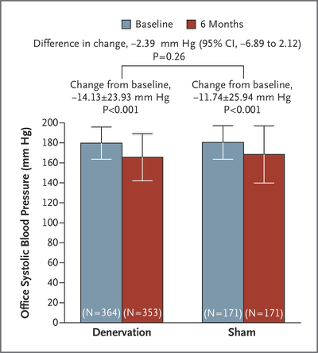 Baseline 6 Months
Difference in change, –2.39 mm Hg (95% CI, –6.89 to 2.12)
P=0.26
Change from baseline,
–14.13±23.93 mm Hg
P<0.001
Change from baseline,
–11.74±25.94 mm Hg
P<0.001
Office Systolic Blood Pressure (mm Hg)
200
180
160
140
120
100
80
60
40
20
0
(N=364) (N=353) (N=171) (N=171)
Denervation Sham